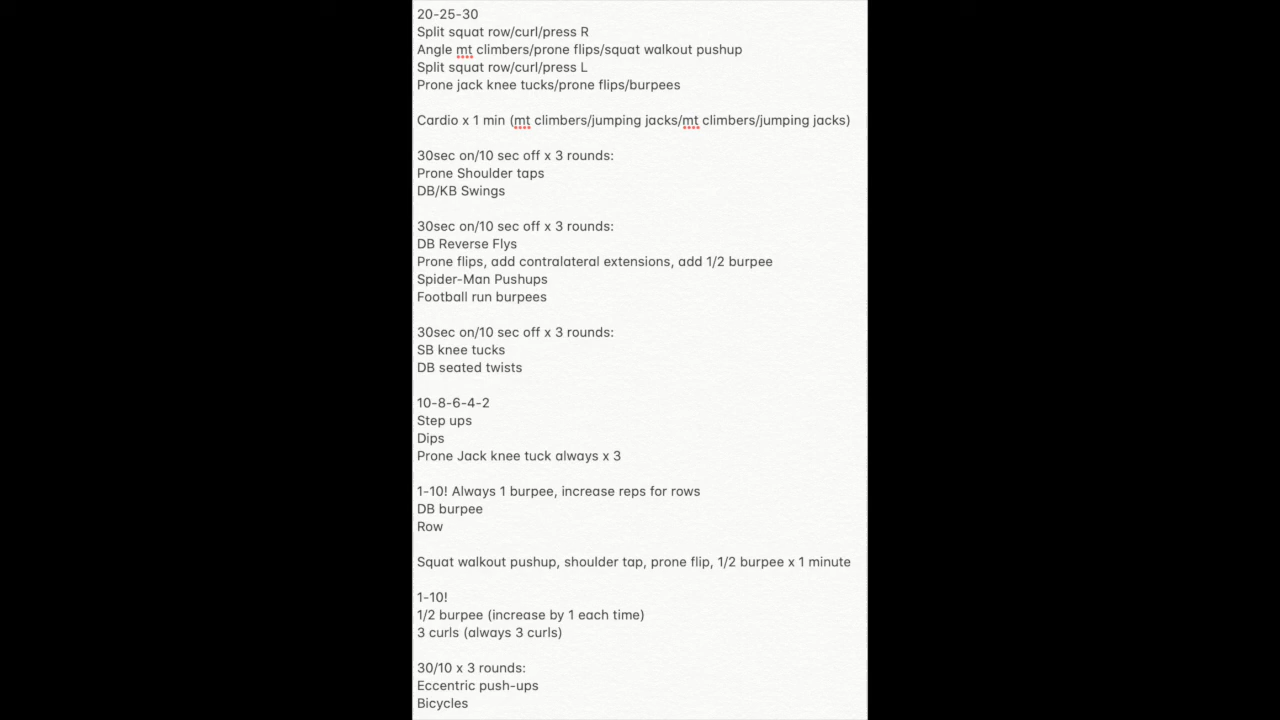 20-25-30
Split squat row/curl/press R
Angle mt climbers/prone flips/squat walkout pushup
Split squat row/curl/press L
Prone jack knee tucks/prone flips/burpees
Cardio x 1 min (mt climbers/jumping jacks/mt climbers/jumping jacks)
30sec on/10 sec off x 3 rounds:
Prone Shoulder taps
DB/KB Swings
30sec on/10 sec off x 3 rounds:
DB Reverse Flys
Prone flips, add contralateral extensions, add 1/2 burpee
Spider-Man Pushups
Football run burpees
30sec on/10 sec off x 3 rounds:
SB knee tucks
DB seated twists
10-8-6-4-2
Step ups
Dips
Prone Jack knee tuck always x 3
1-10! Always 1 burpee, increase reps for rows
DB burpee
Row
Squat walkout pushup, shoulder tap, prone flip, 1/2 burpee x 1 minute
1-10!
1/2 burpee (increase by 1 each time)
3 curls (always 3 curls)
30/10 x 3 rounds:
Eccentric push-ups
Bicycles